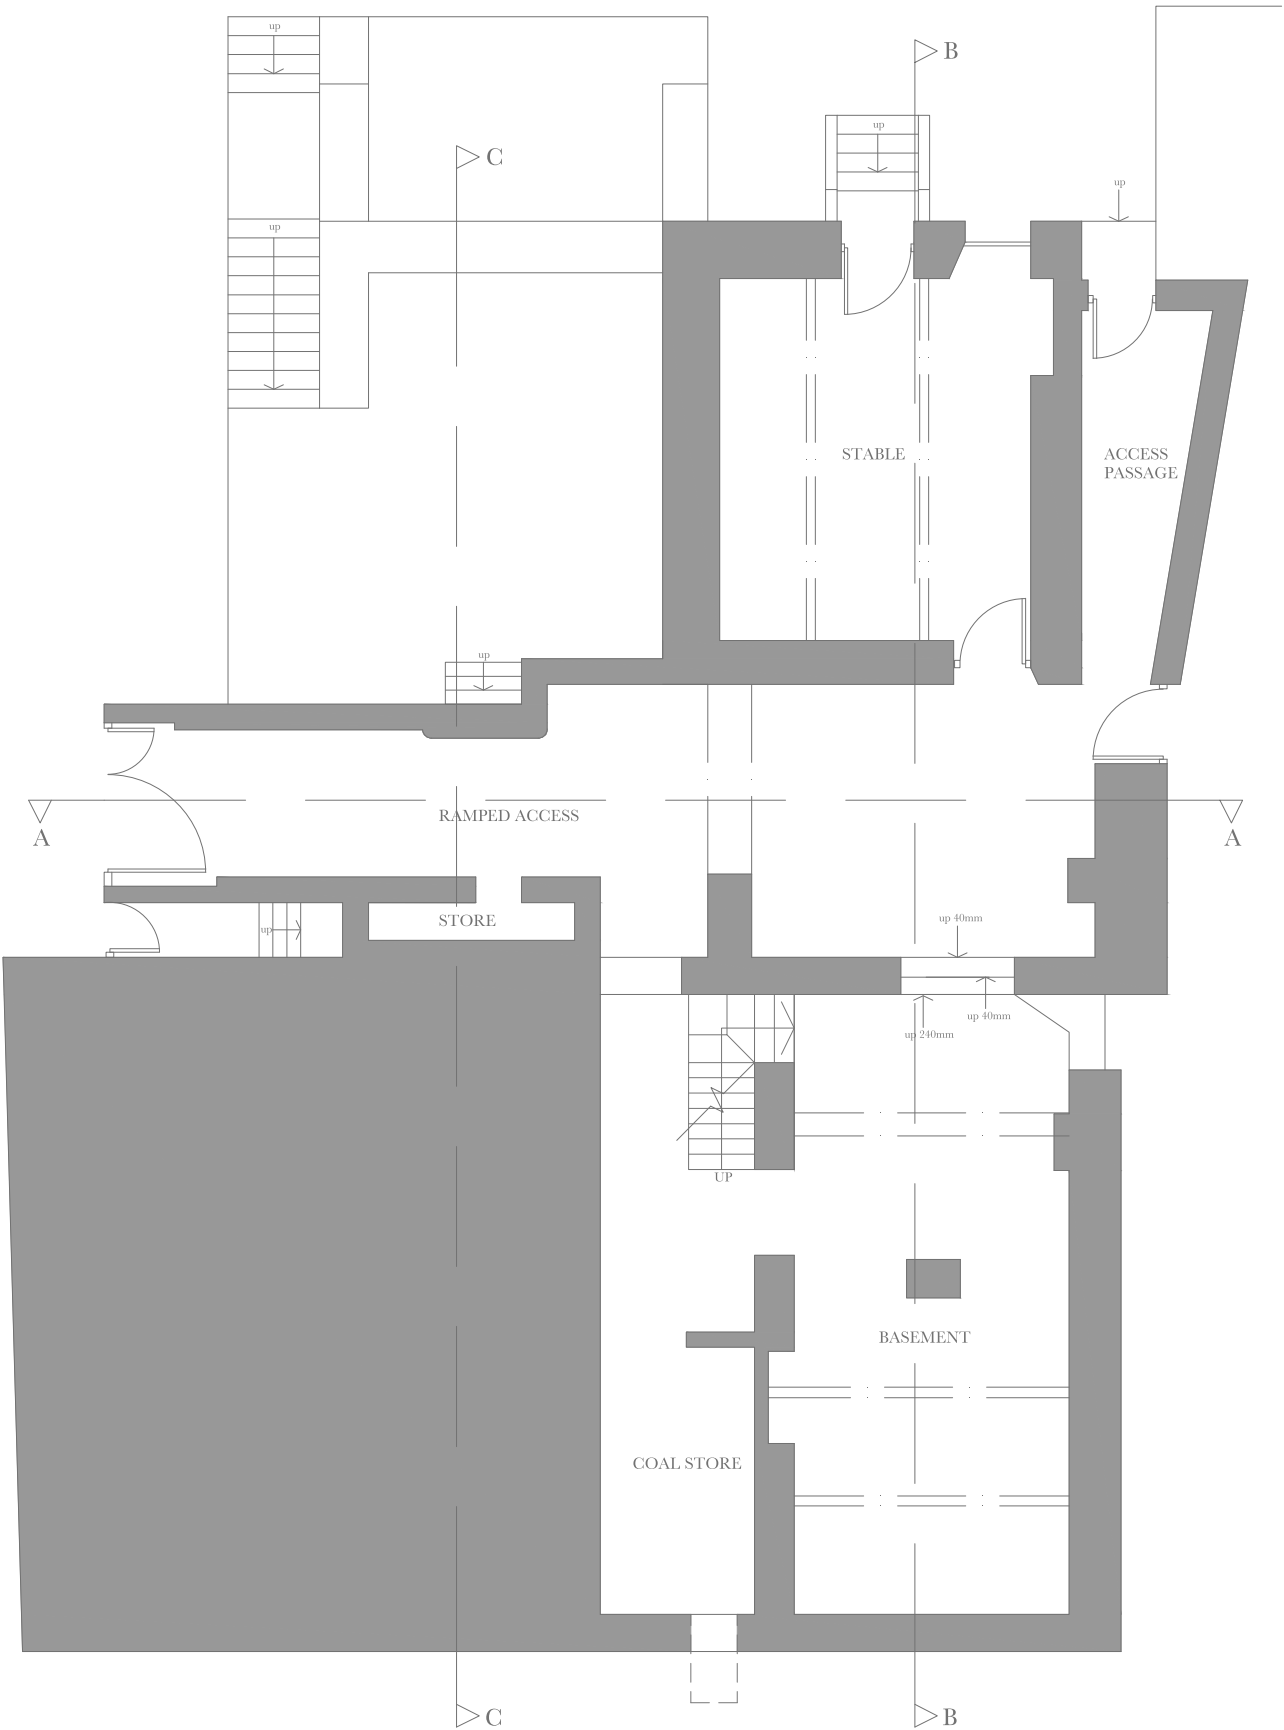 up
B
up
C
up
up
STABLE
ACCESS
PASSAGE
up
RAMPED ACCESS
A
A
STORE
up 40mm
up
up 40mm
up 240mm
UP
BASEMENT
COAL STORE
C
B